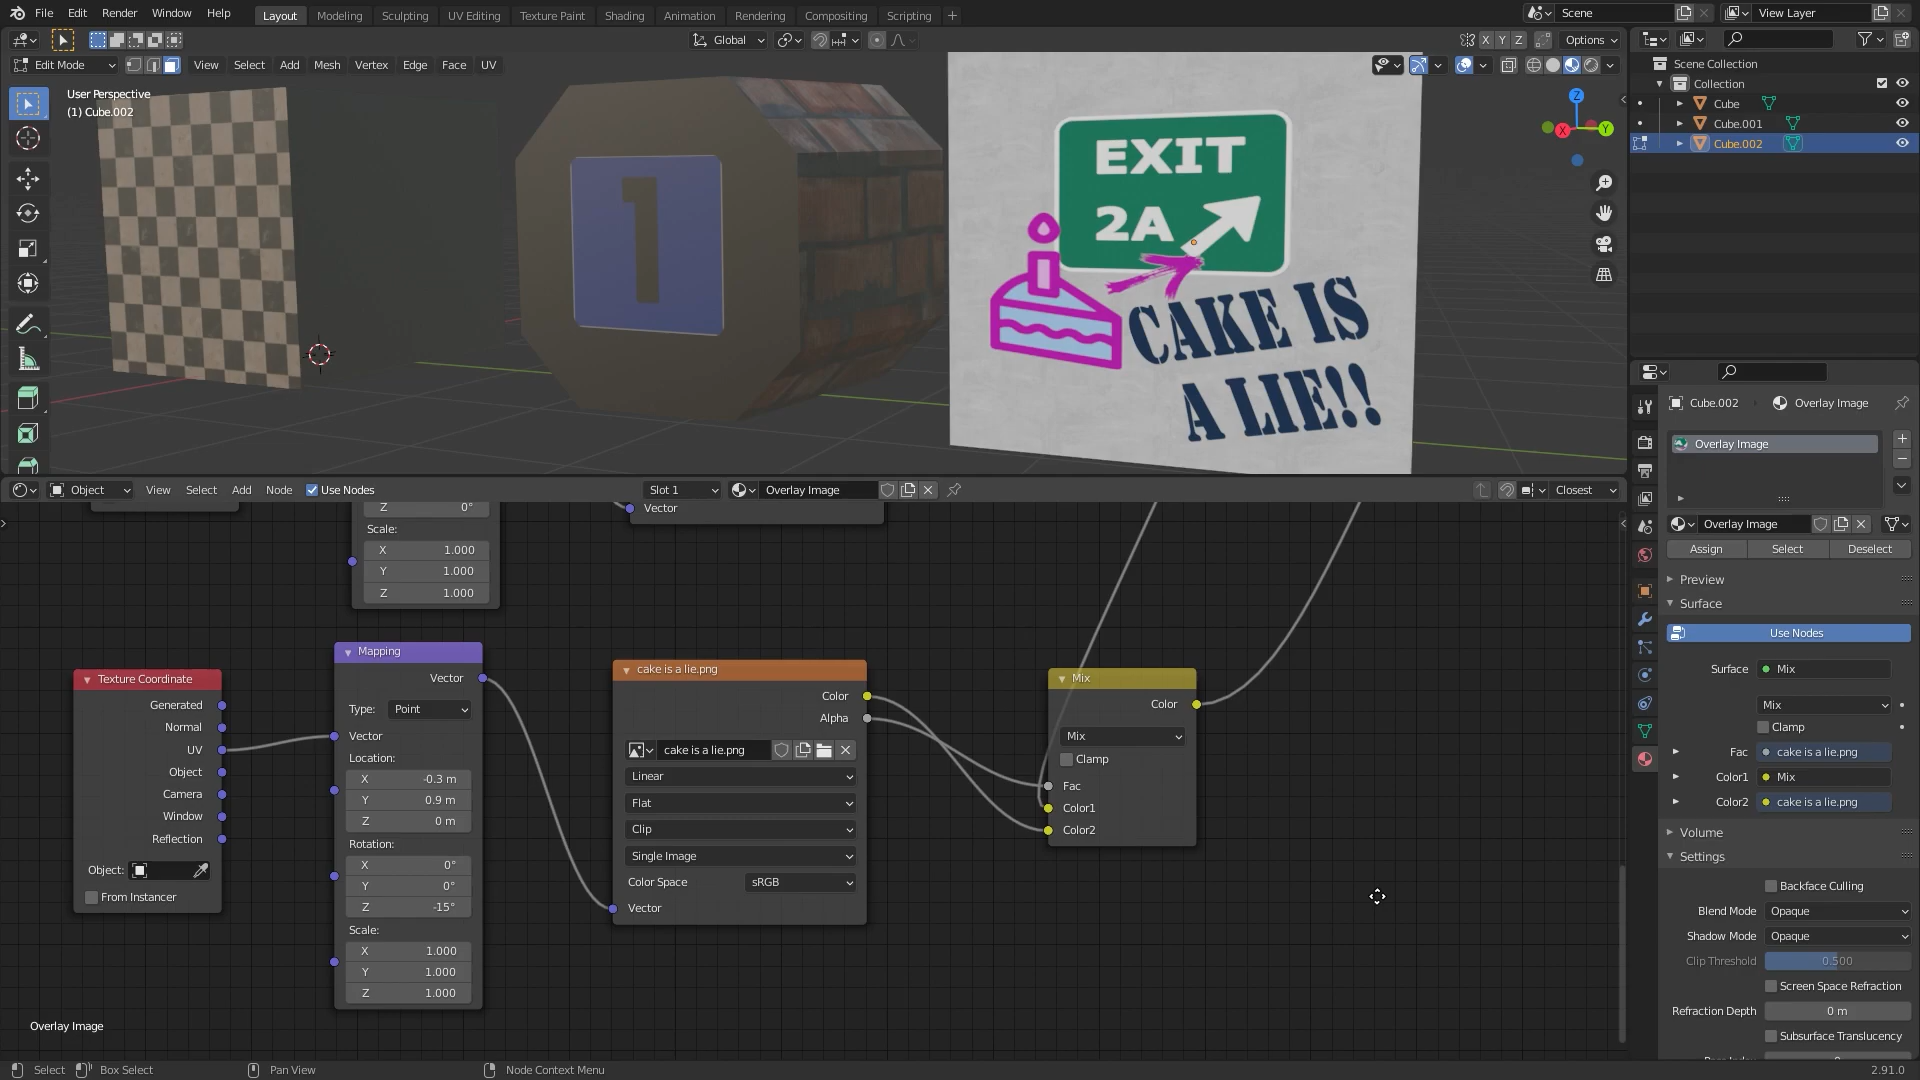 File Edit Render Window Help Layout Modeling Sculpting UV Editing Texture Paint Shading Animation Rendering Compositing Scripting + Scene View Layer
Global Options
X Y Z
Edit Mode View Select Add Mesh Vertex Edge Face UV
User Perspective
(1) Cube.002
1
EXIT
2A
CAKE IS
A LIE!!
Z
X
Y
Scene Collection
Collection
Cube
Cube.001
Cube.002
Object View Select Add Node Use Nodes Slot 1 Overlay Image Closest
Z 0°
Scale:
X 1.000
Y 1.000
Z 1.000
Vector
Texture Coordinate
Generated
Normal
UV
Object
Camera
Window
Reflection
Object:
From Instancer
Mapping
Vector
Type: Point
Vector
Location:
X -0.3 m
Y 0.9 m
Z 0 m
Rotation:
X 0°
Y 0°
Z -15°
Scale:
X 1.000
Y 1.000
Z 1.000
cake is a lie.png
Color
Alpha
cake is a lie.png
Linear
Flat
Clip
Single Image
Color Space sRGB
Vector
Mix
Color
Mix
Clamp
Fac
Color1
Color2
Overlay Image
Cube.002 Overlay Image
Overlay Image
Overlay Image
Assign Select Deselect
Preview
Surface
Use Nodes
Surface Mix
Mix
Clamp
Fac cake is a lie.png
Color1 Mix
Color2 cake is a lie.png
Volume
Settings
Backface Culling
Blend Mode Opaque
Shadow Mode Opaque
Clip Threshold 0.500
Screen Space Refraction
Refraction Depth 0 m
Subsurface Translucency
Select Box Select Pan View Node Context Menu 2.91.0